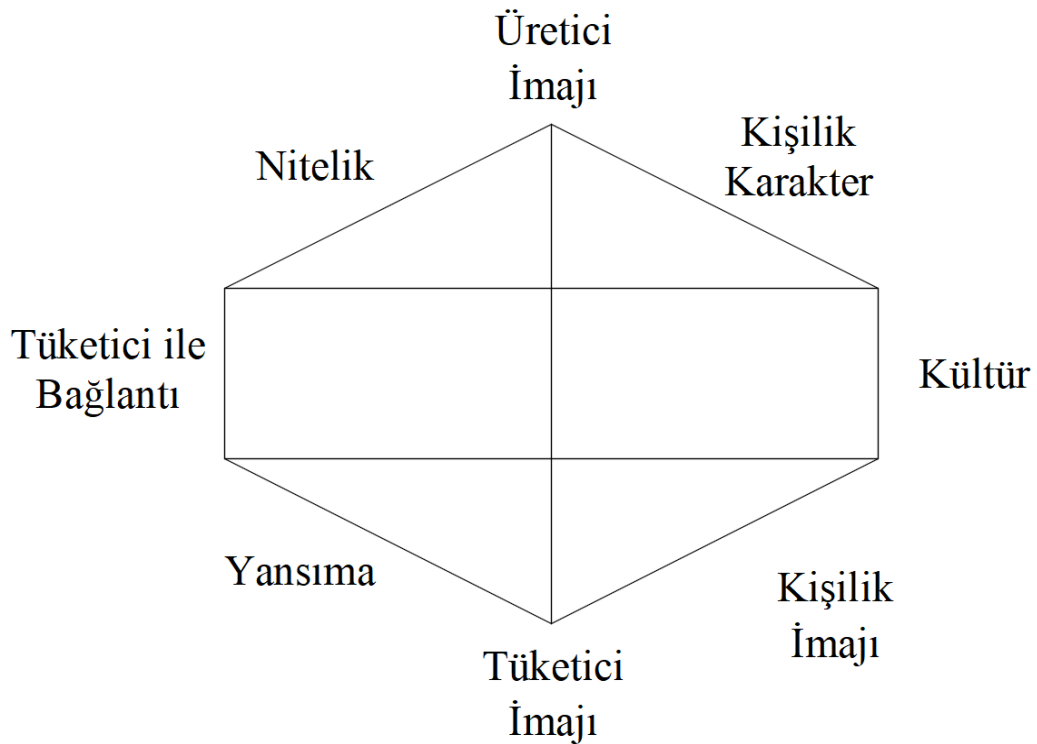 Üretici
İmajı
Nitelik
Kişilik
Karakter
Tüketici ile
Bağlantı
Kültür
Yansıma
Kişilik
İmajı
Tüketici
İmajı